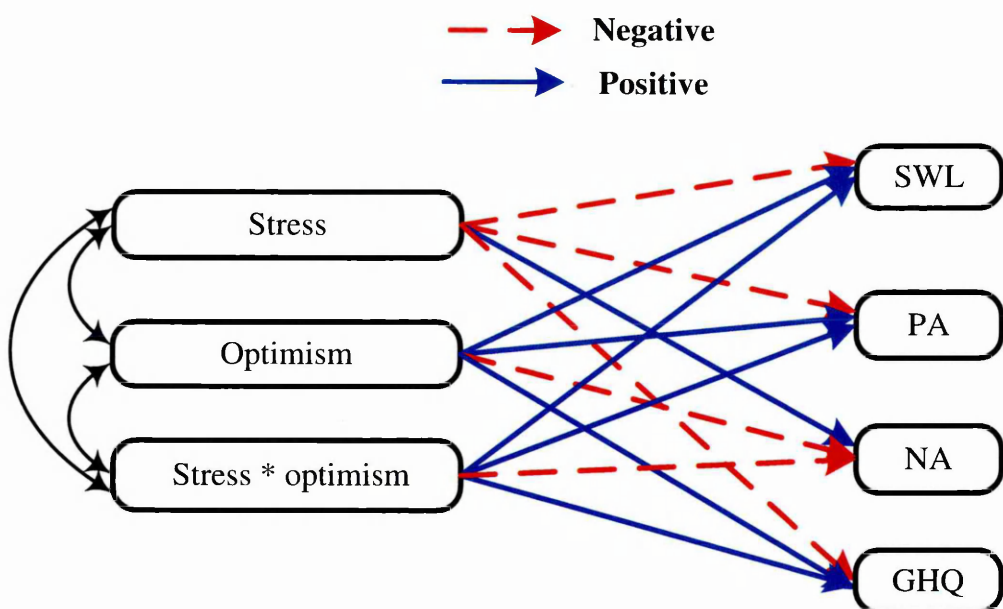 Negative
Positive
SWL
Stress
PA
Optimism
NA
Stress * optimism
GHQ